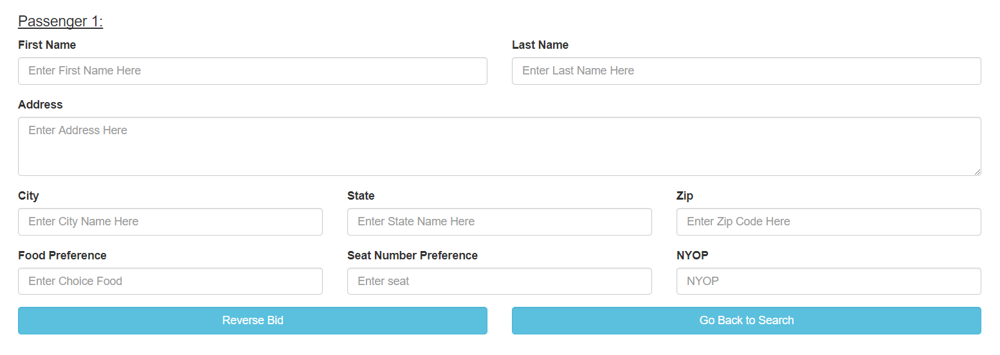 Passenger 1:
First Name Last Name
Enter First Name Here Enter Last Name Here
Address
Enter Address Here
City State Zip
Enter City Name Here Enter State Name Here Enter Zip Code Here
Food Preference Seat Number Preference NYOP
Enter Choice Food Enter seat NYOP
Reverse Bid Go Back to Search